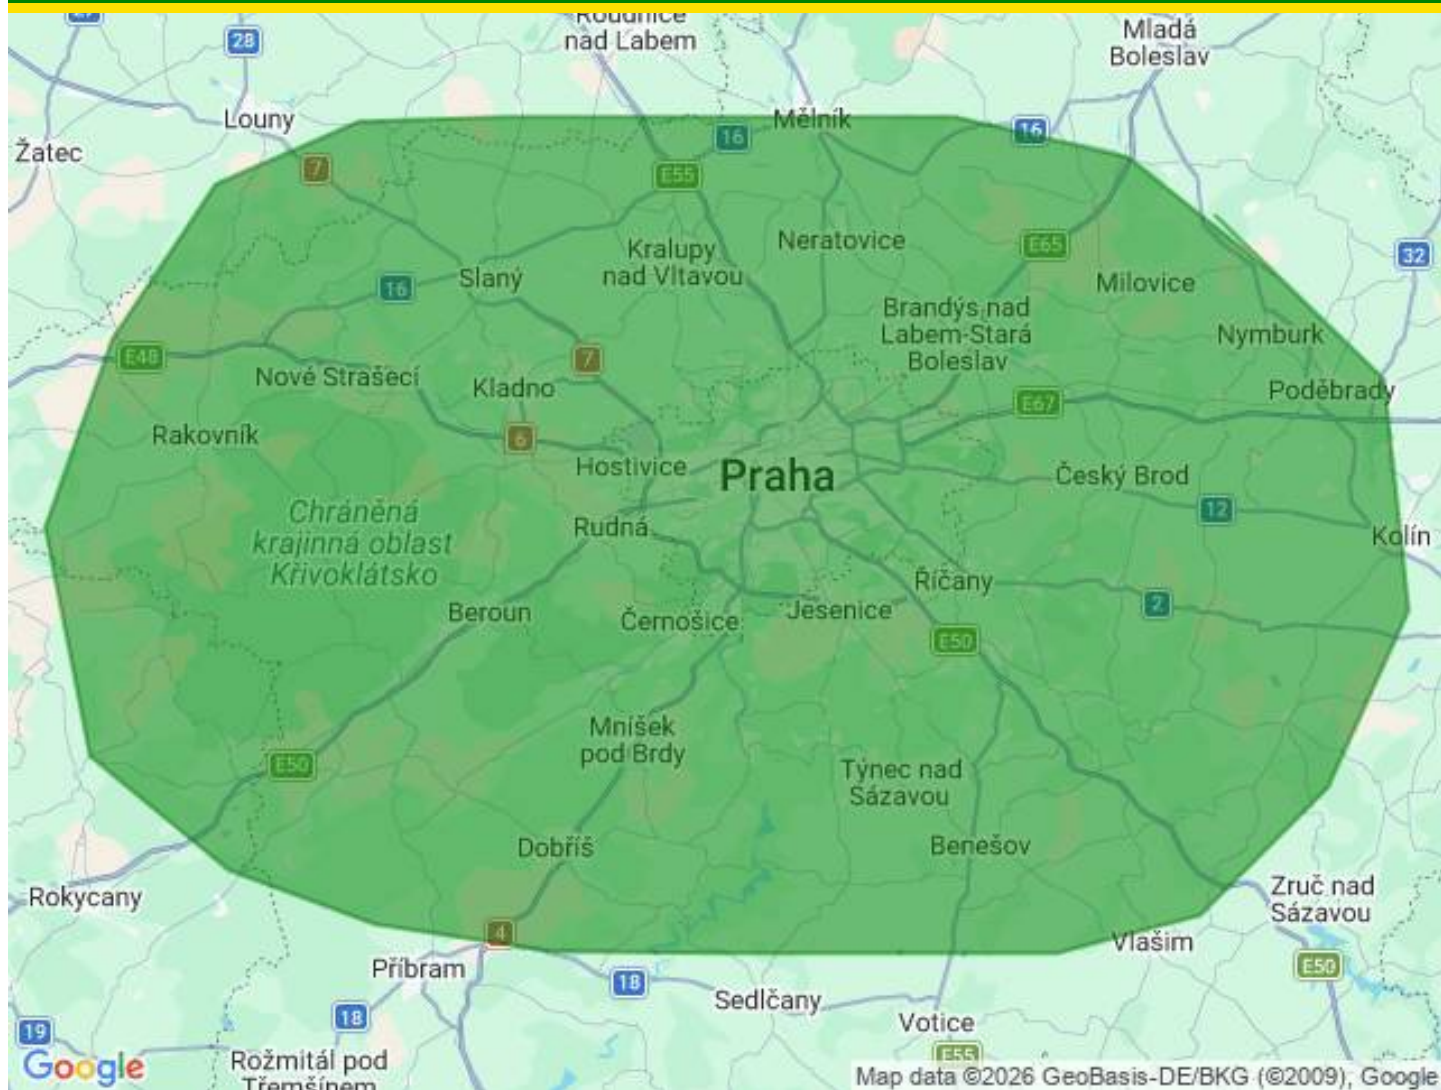 27
28
Roudnice
nad Labem
Mladá
Boleslav
Louny
Mělník
16
16
Žatec
7
E55
Neratovice
E65
Kralupy
nad Vltavou
32
Slaný
Milovice
16
Brandýs nad
Labem-Stará
Boleslav
Nymburk
E48
7
Nové Strašecí
Kladno
Poděbrady
E67
Rakovník
6
Hostivice
Praha
Český Brod
Chráněná
krajinná oblast
Křivoklátsko
12
Rudná
Kolín
Říčany
Beroun
Černošice
Jesenice
2
E50
Mníšek
pod Brdy
E50
Týnec nad
Sázavou
Dobříš
Benešov
Rokycany
Zruč nad
Sázavou
4
Vlašim
Příbram
E50
18
Sedlčany
18
Votice
19
E55
Google
Rožmitál pod
Třemšínem
Map data ©2026 GeoBasis-DE/BKG (©2009), Google